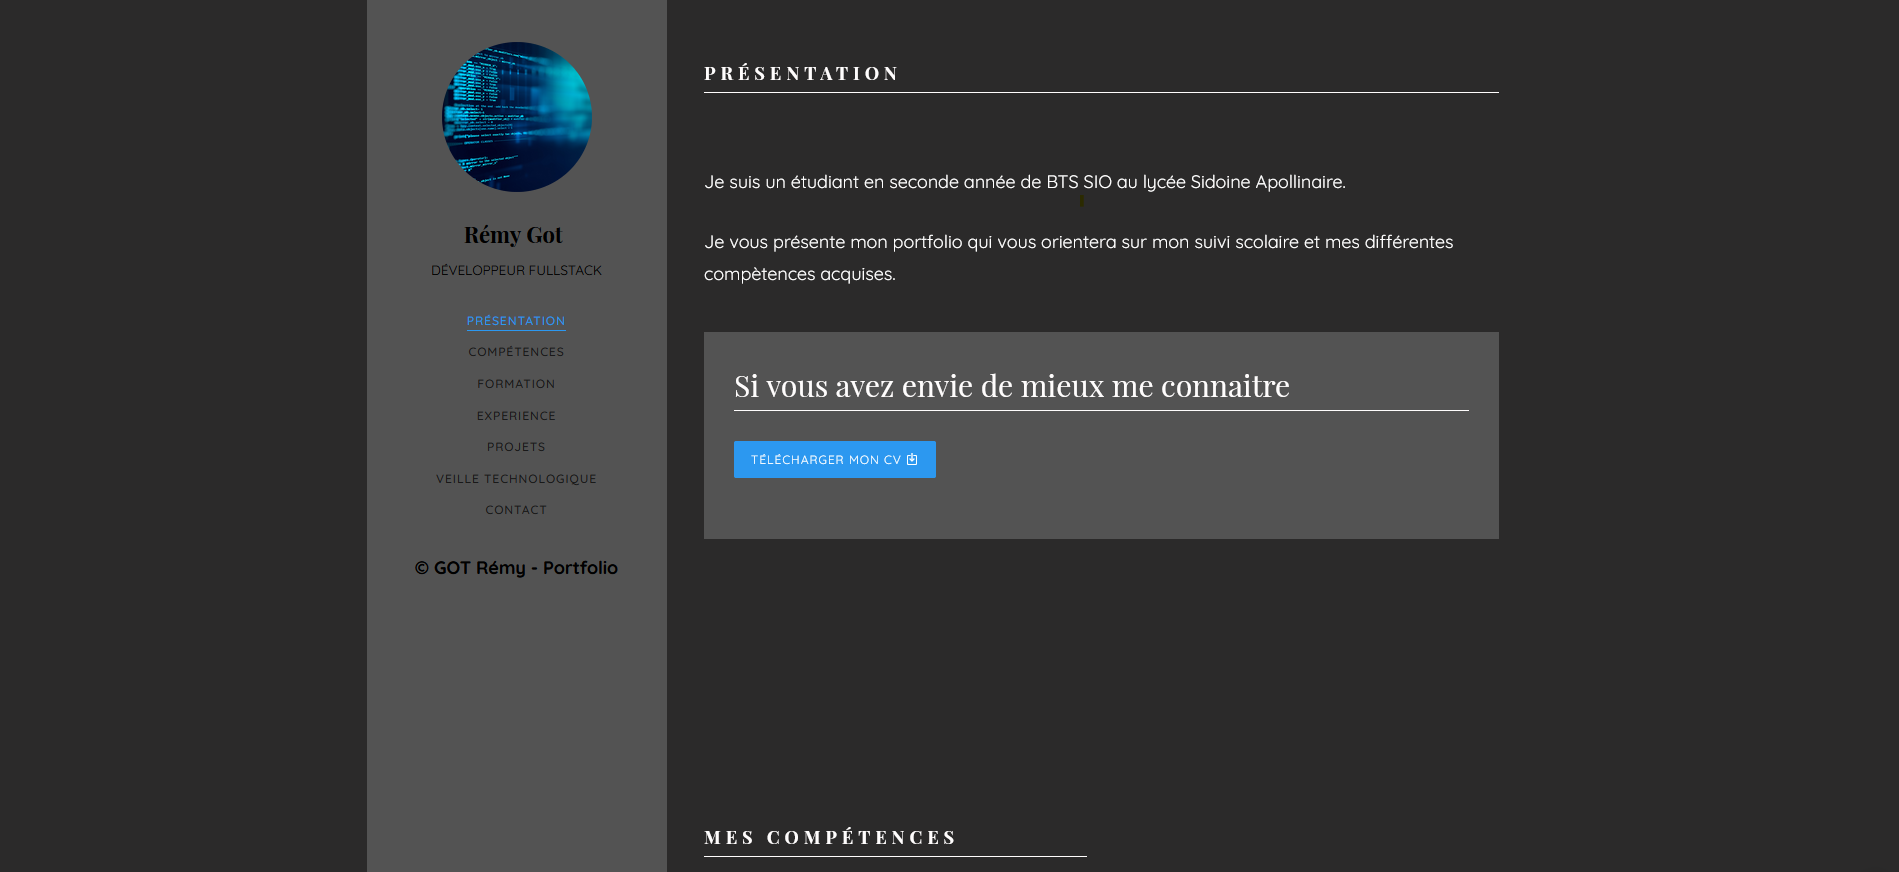 Rémy Got
DÉVELOPPEUR FULLSTACK
PRÉSENTATION
COMPÉTENCES
FORMATION
EXPERIENCE
PROJETS
VEILLE TECHNOLOGIQUE
CONTACT
© GOT Rémy - Portfolio
PRÉSENTATION
Je suis un étudiant en seconde année de BTS SIO au lycée Sidoine Apollinaire.
Je vous présente mon portfolio qui vous orientera sur mon suivi scolaire et mes différentes
compètences acquises.
Si vous avez envie de mieux me connaitre
TÉLÉCHARGER MON CV
MES COMPÉTENCES